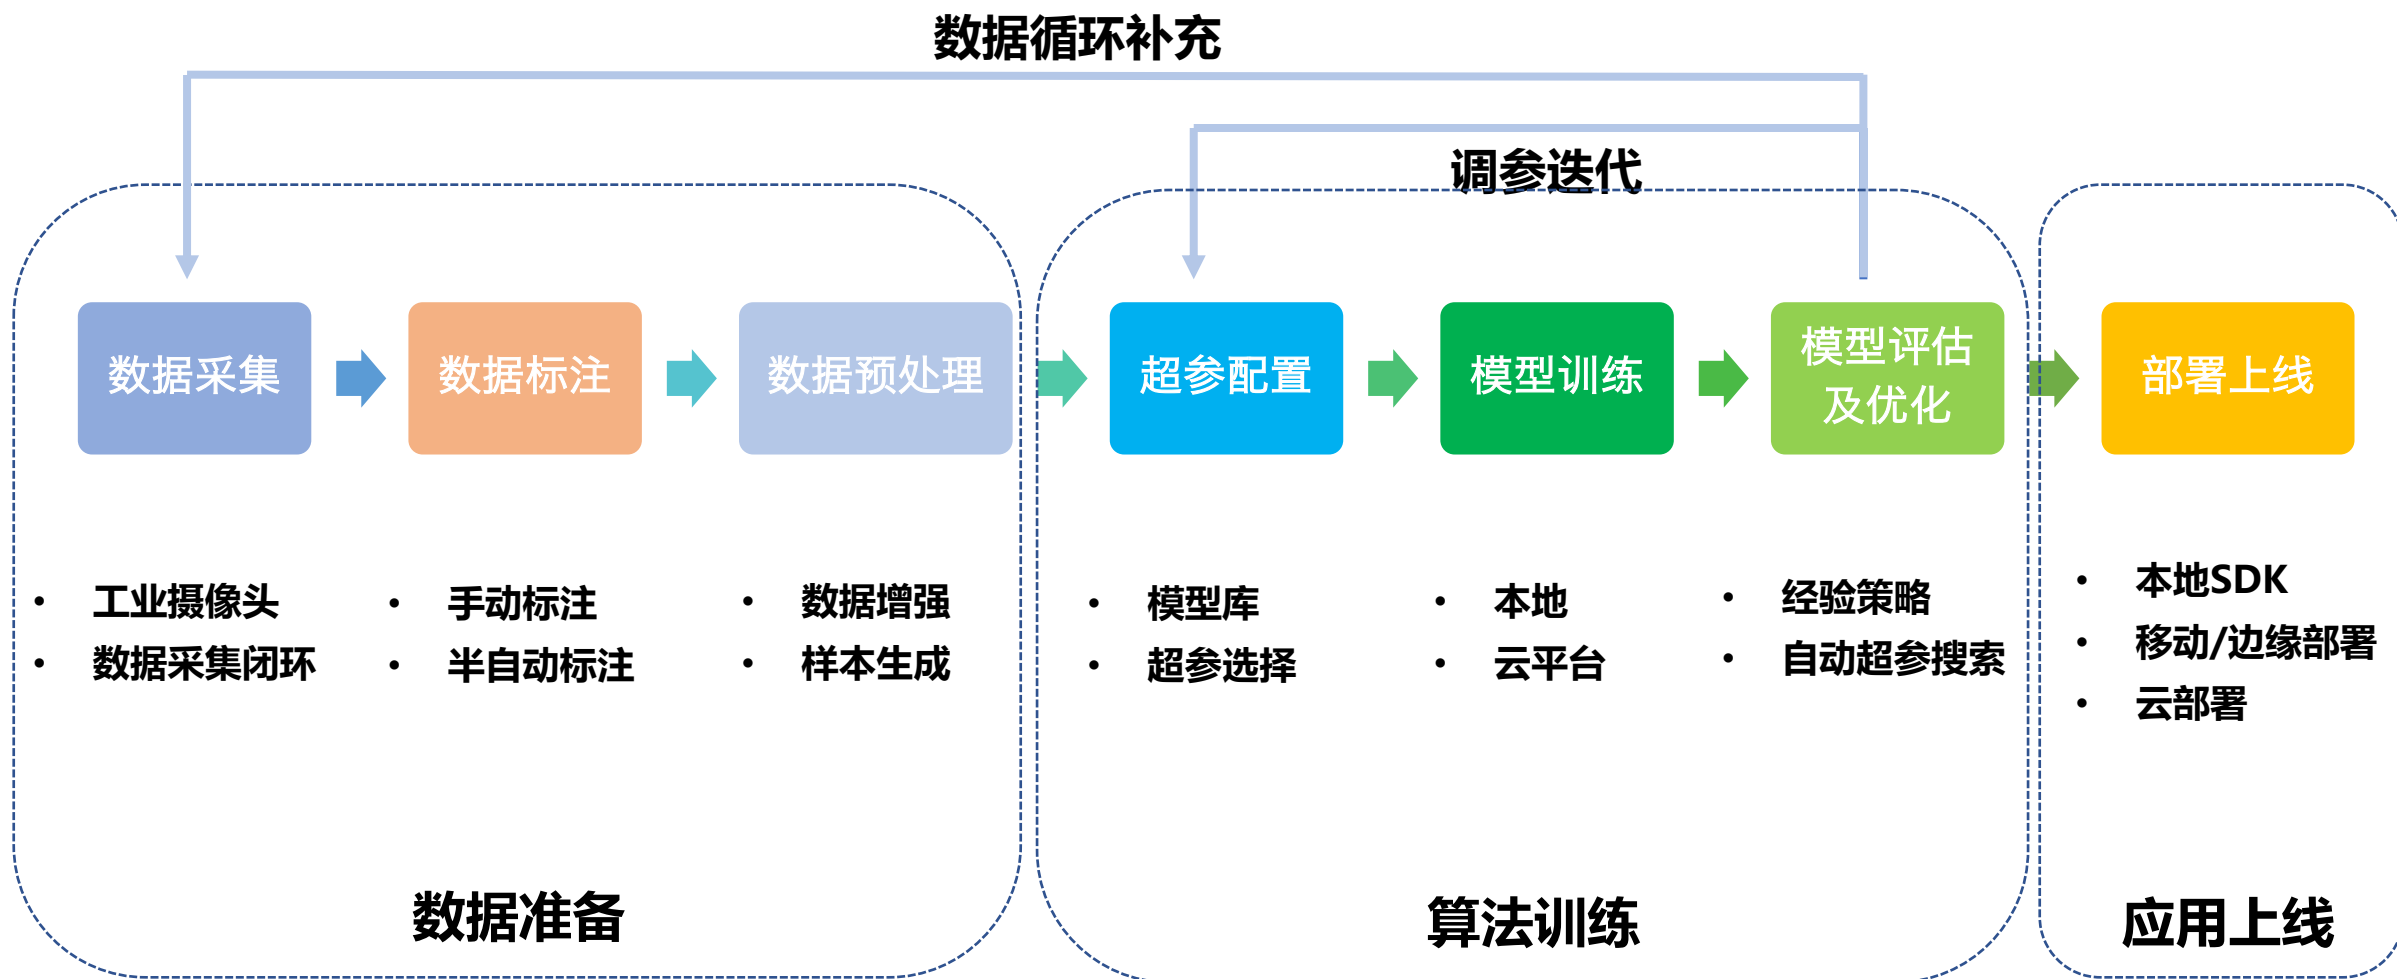 数据循环补充
调参迭代
数据采集
数据标注
数据预处理
超参配置
模型训练
模型评估
及优化
部署上线
• 工业摄像头
• 数据采集闭环
• 手动标注
• 半自动标注
• 数据增强
• 样本生成
• 模型库
• 超参选择
• 本地
• 云平台
• 经验策略
• 自动超参搜索
• 本地SDK
• 移动/边缘部署
• 云部署
数据准备
算法训练
应用上线